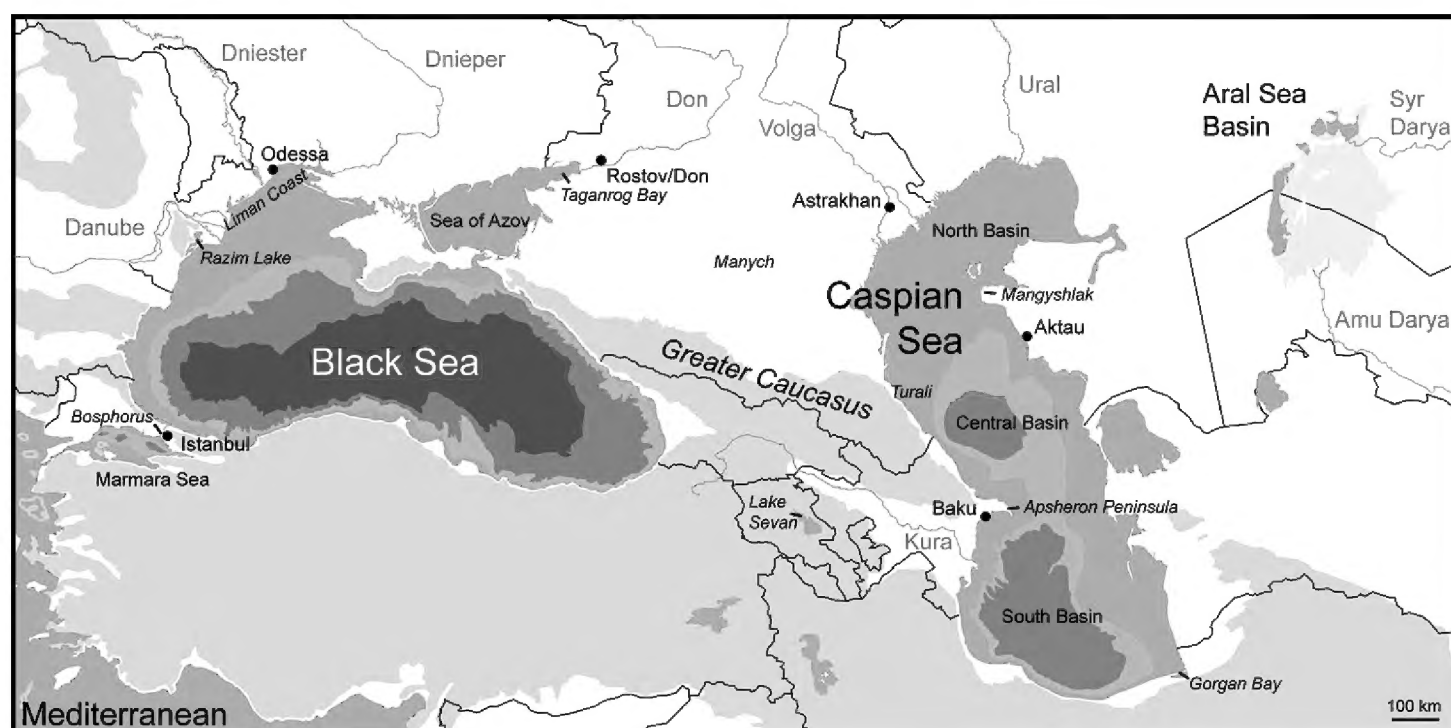 Dniester
Dnieper
Don
Volga
Ural
Aral Sea
Basin
Syr
Darya
Odessa
Liman Coast
Rostov/Don
Taganrog Bay
Sea of Azov
Astrakhan
Danube
Razim Lake
North Basin
Manych
Caspian
Sea
Mangyshlak
Aktau
Amu Darya
Black Sea
Greater Caucasus
Turali
Central Basin
Bosphorus
Istanbul
Marmara Sea
Lake
Sevan
Baku
Apsheron Peninsula
Kura
South Basin
Gorgan Bay
Mediterranean
100 km